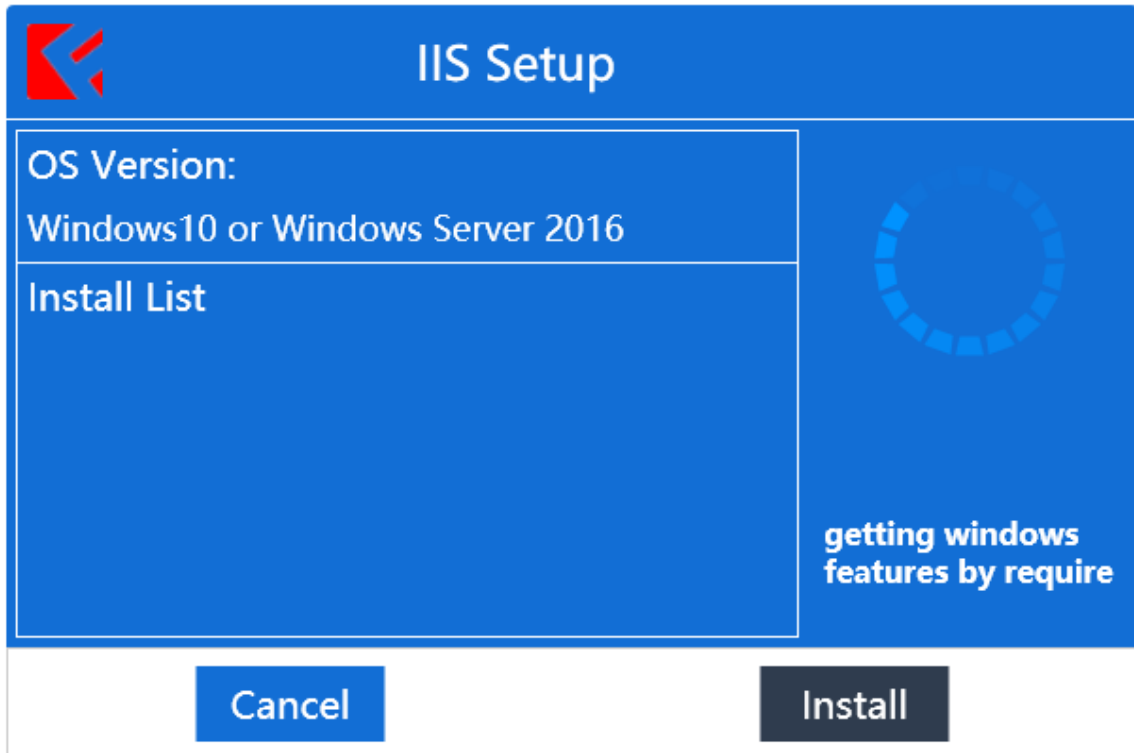 IIS Setup
OS Version:
Windows10 or Windows Server 2016
Install List
getting windows
features by require
Cancel
Install